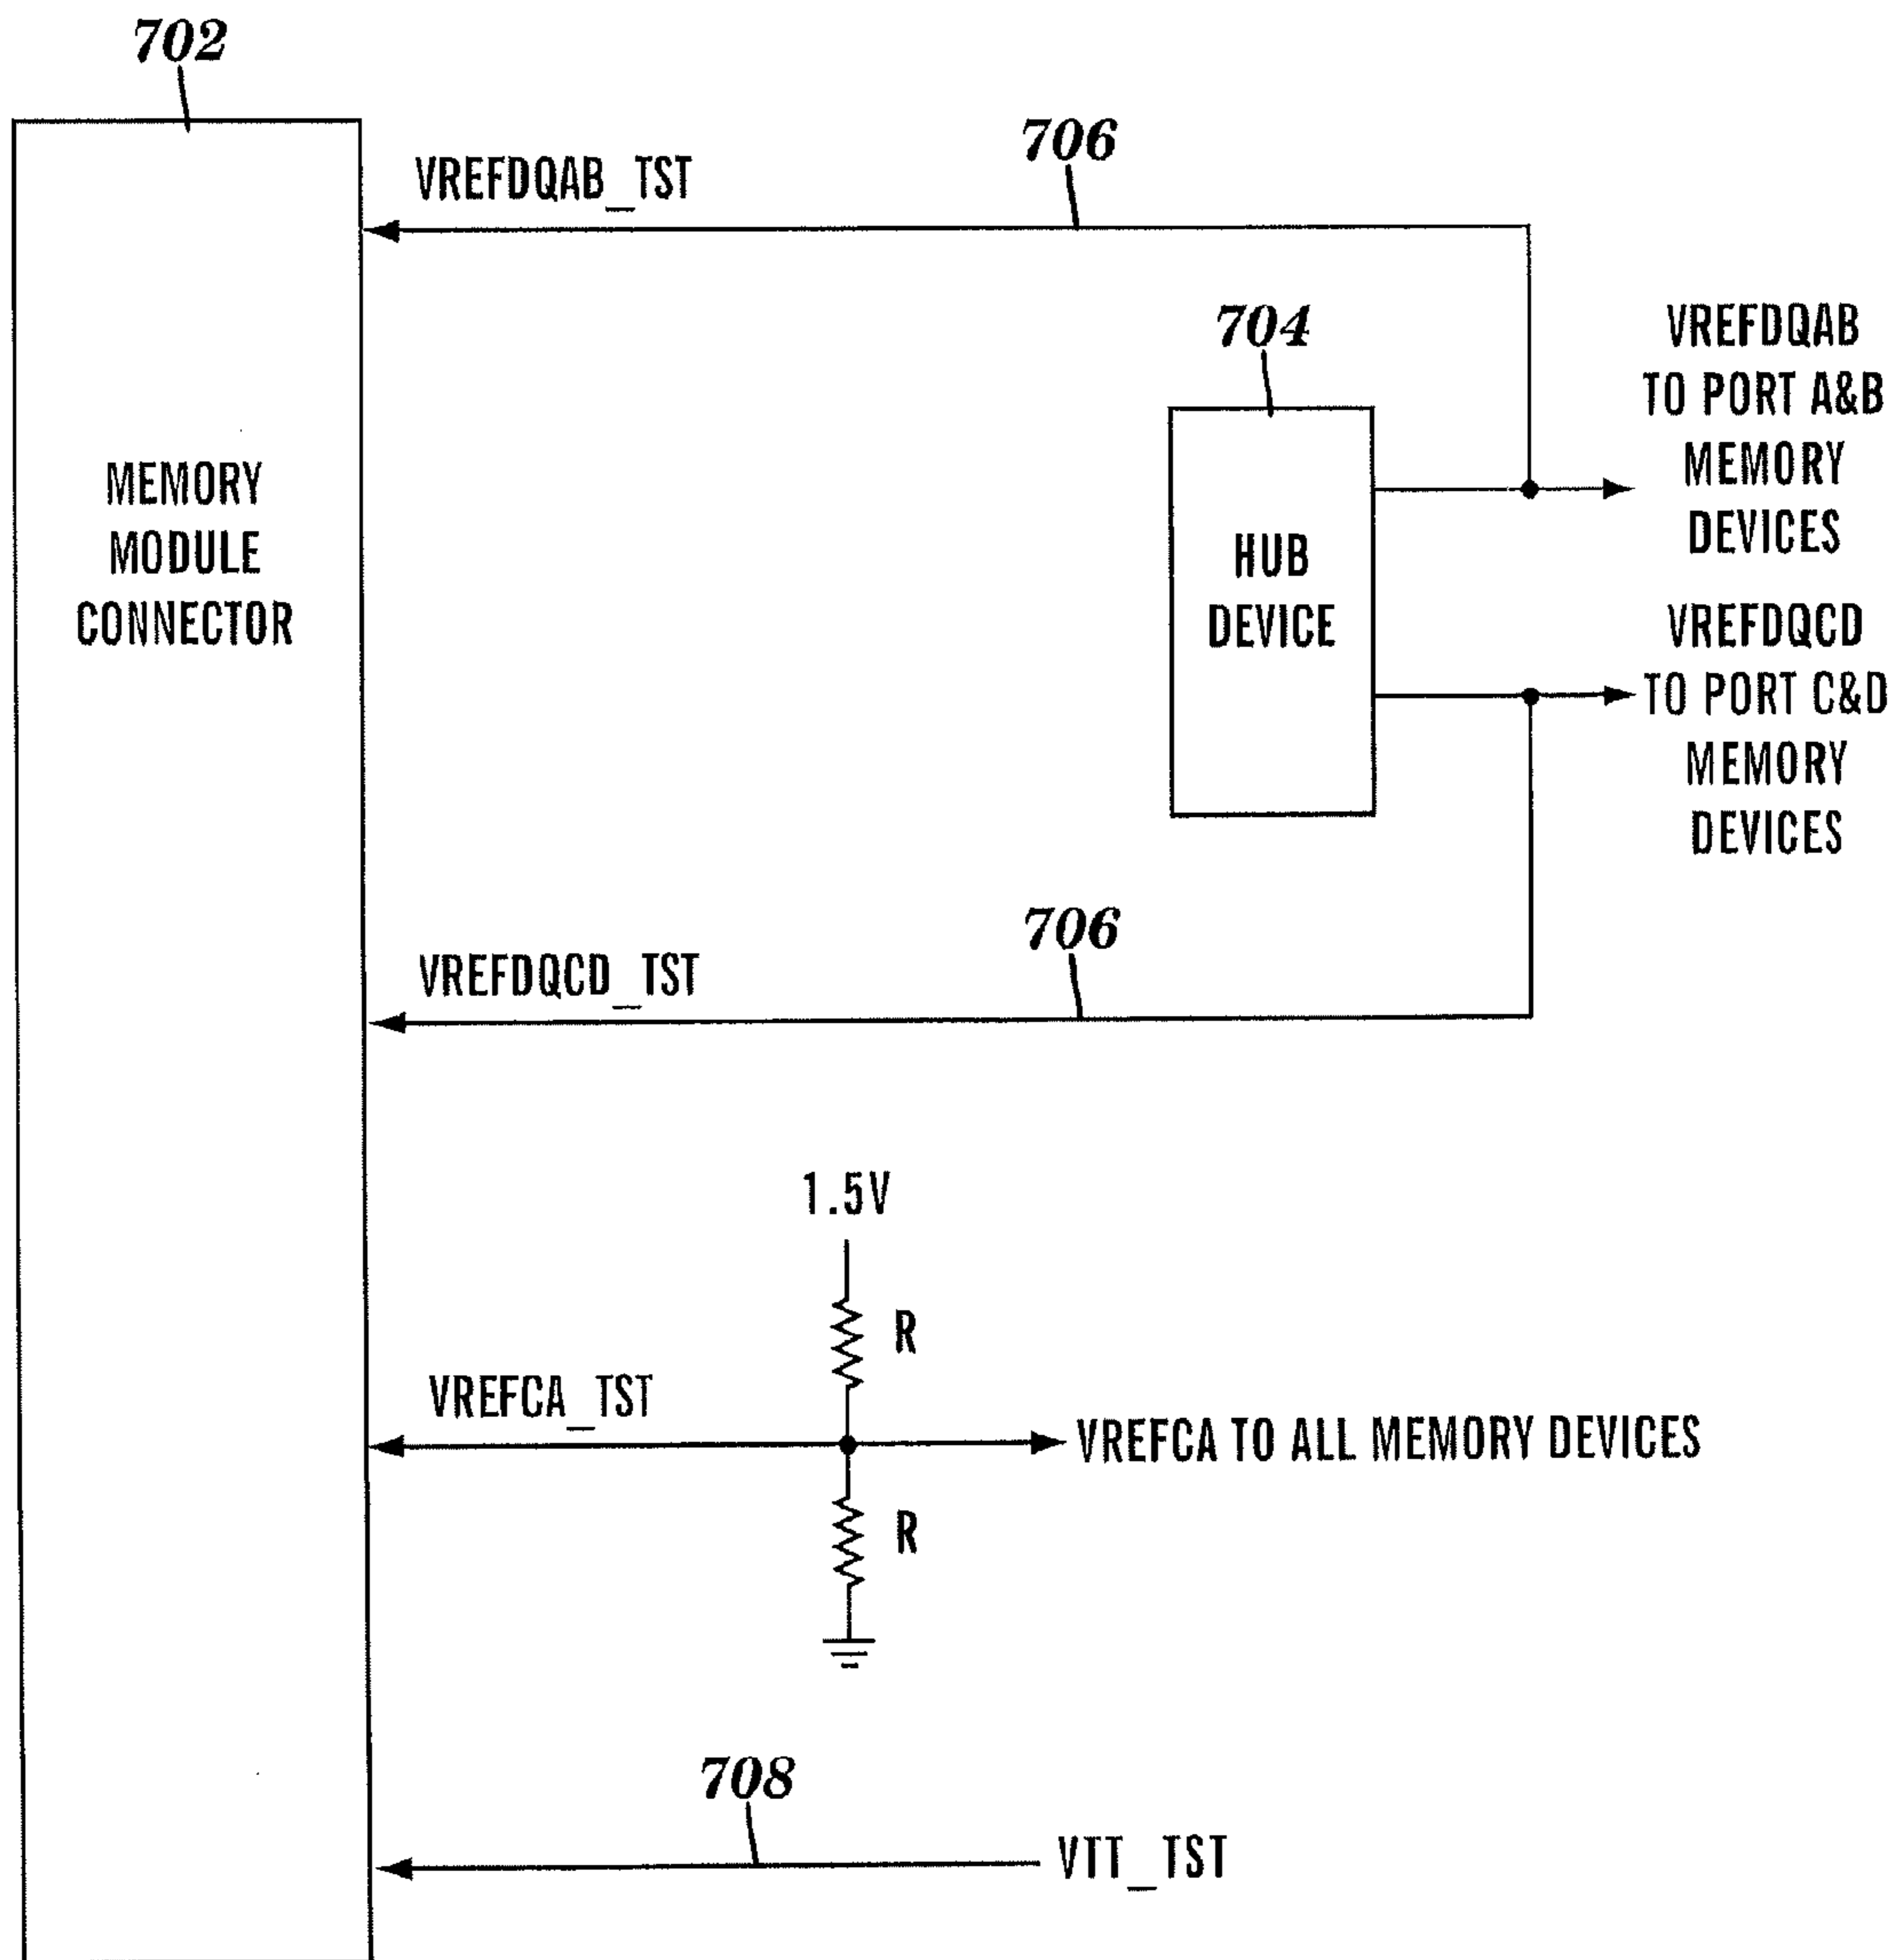 702
706
VREFDQAB_TST
704
VREFDQAB
TO PORT A&B
MEMORY
DEVICES
MEMORY
MODULE
CONNECTOR
HUB
DEVICE
VREFDQCD
TO PORT C&D
MEMORY
DEVICES
706
VREFDQCD_TST
1.5V
R
VREFCA_TST
VREFCA TO ALL MEMORY DEVICES
R
708
VTT_TST